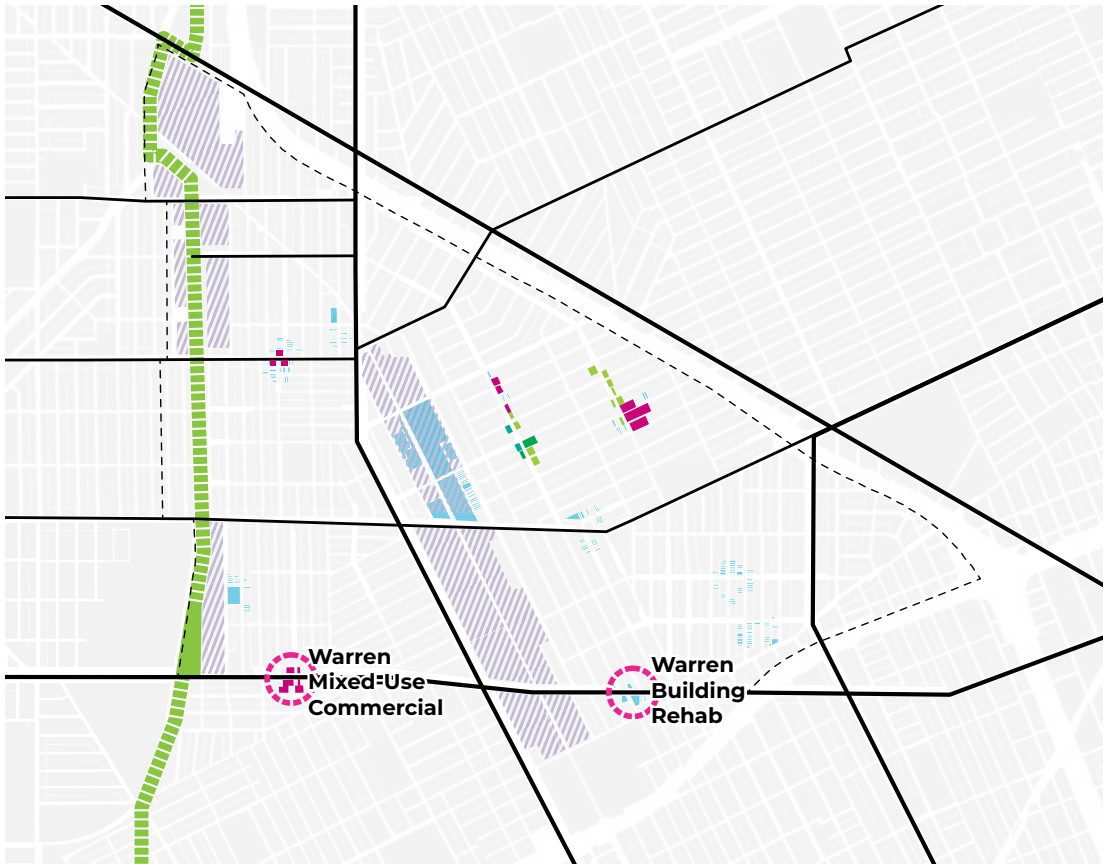 Warren
Mixed-Use
Commercial
Warren
Building
Rehab